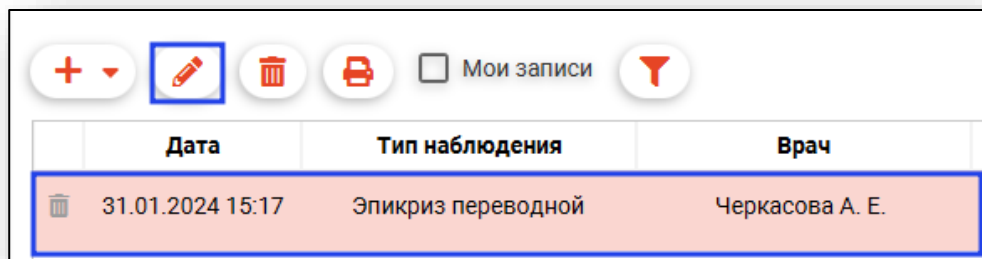 Мои записи
Дата Тип наблюдения Врач
31.01.2024 15:17 Эпикриз переводной Черкасова А. Е.